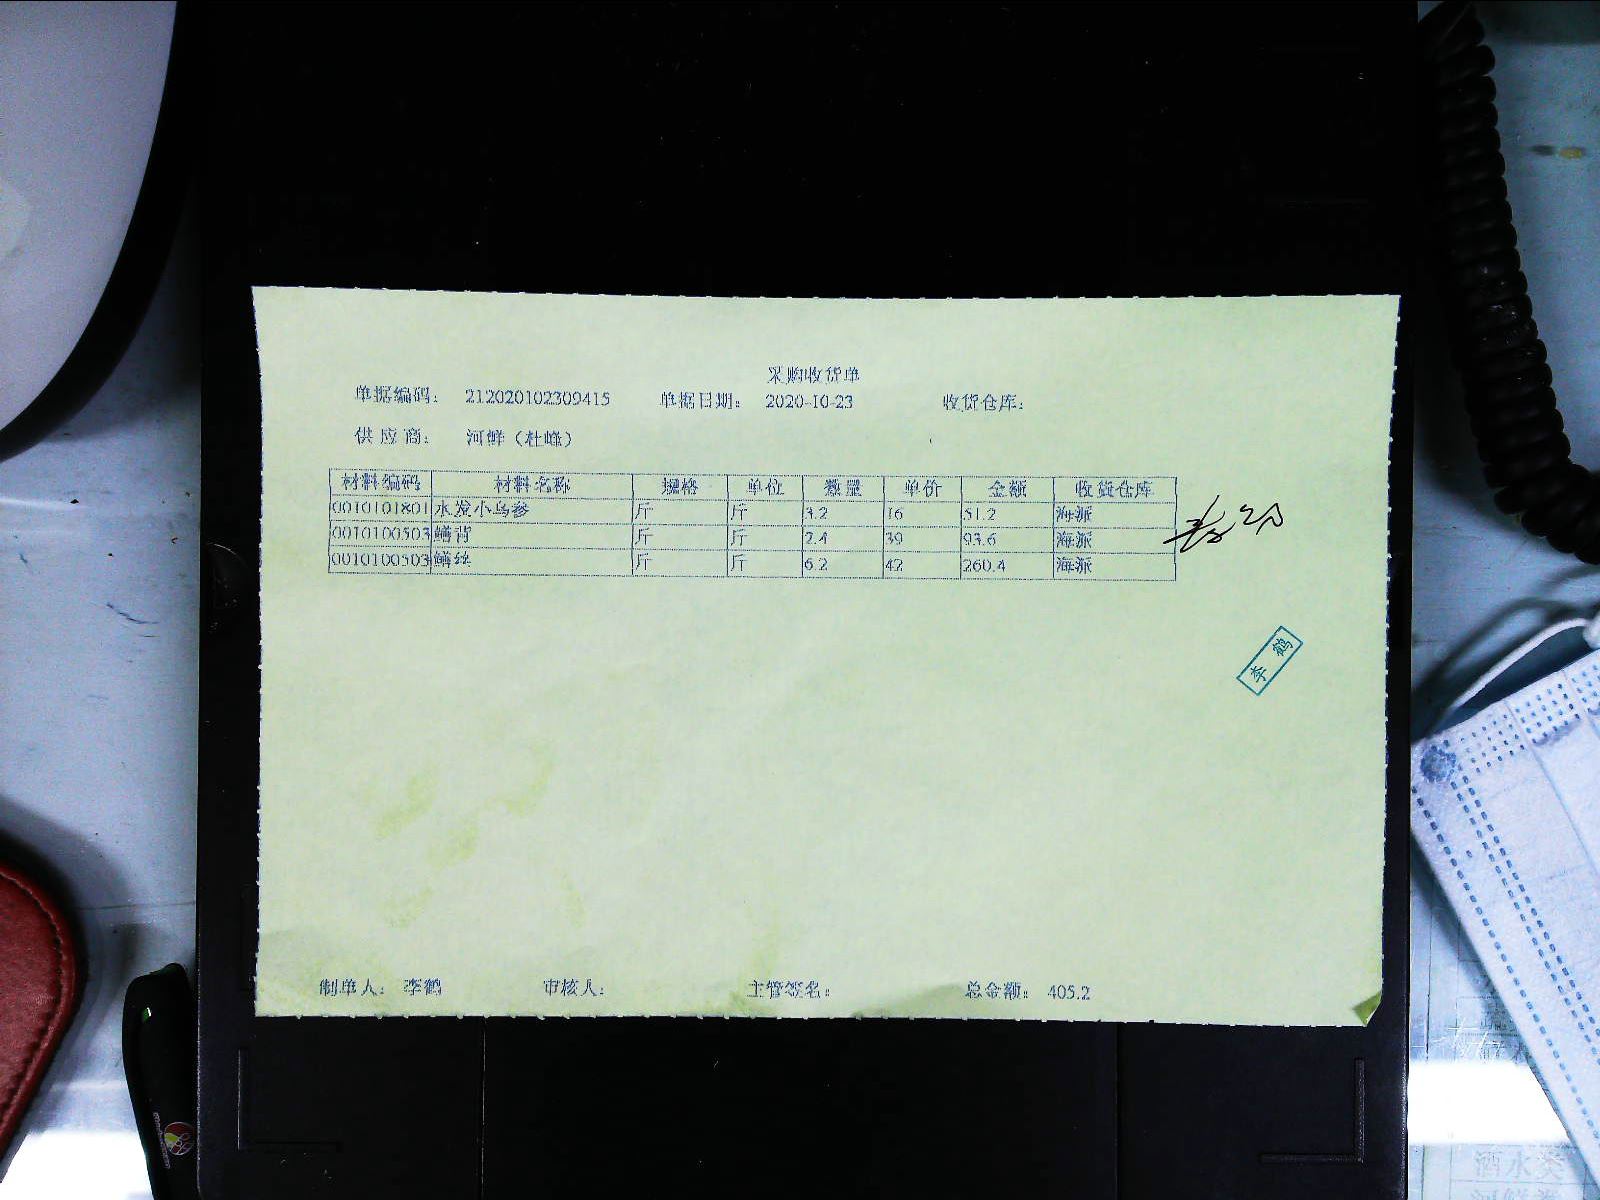 采购收货单
单据编码： 212020102309415 单据日期： 2020-10-23 收货仓库：
供应商： 河鲜（杜峰）
材料编码 材料名称 规格 单位 数量 单价 金额 收货仓库
0010101801 水发小乌参 斤 斤 3.2 16 51.2 海派
0010100503 鳝背 斤 斤 2.4 39 93.6 海派
0010100503 鳝丝 斤 斤 6.2 42 260.4 海派
李鹤
制单人： 李鹤 审核人： 主管签名： 总金额： 405.2
酒水类